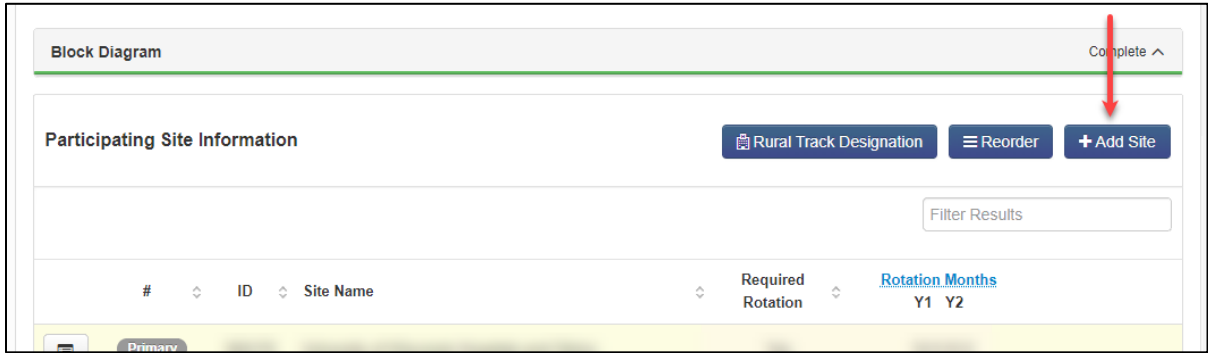 Block Diagram Complete
Participating Site Information Rural Track Designation Reorder + Add Site
Filter Results
# ID Site Name Required Rotation Rotation Months
Y1 Y2
Primary